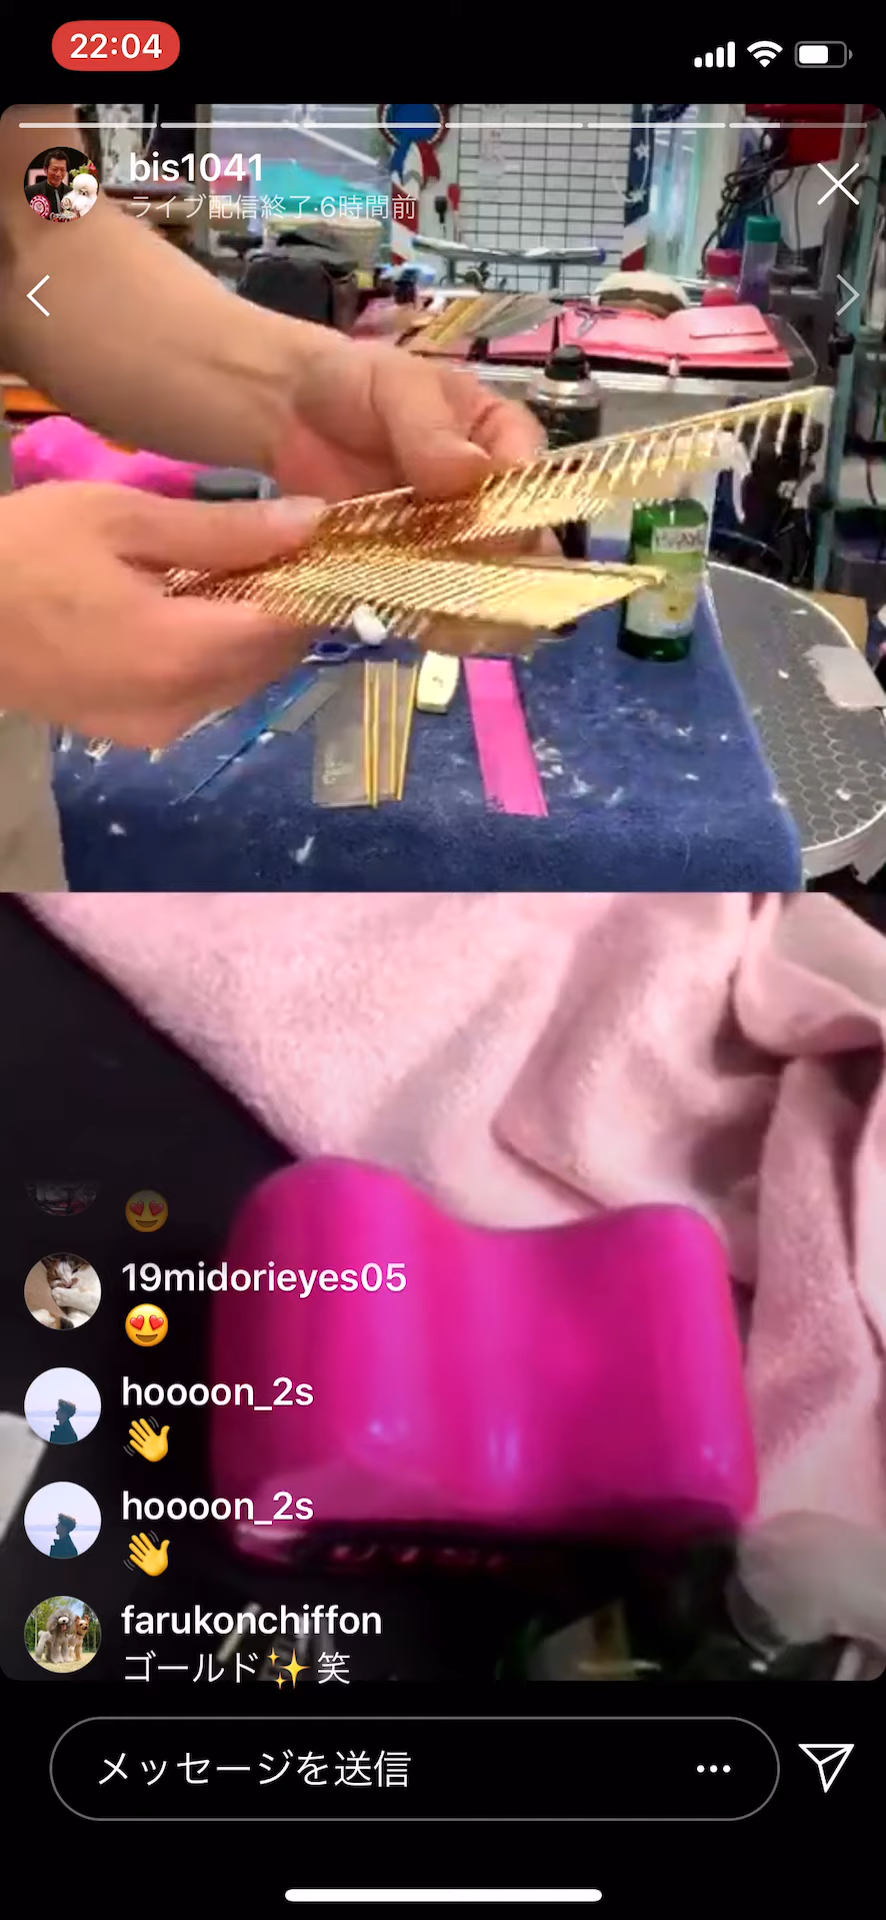 22:04
bis1041
ライブ配信終了·6時間前
😍
19midorieyes05
😍
hoooon_2s
👋
hoooon_2s
👋
farukonchiffon
ゴールド✨笑
メッセージを送信